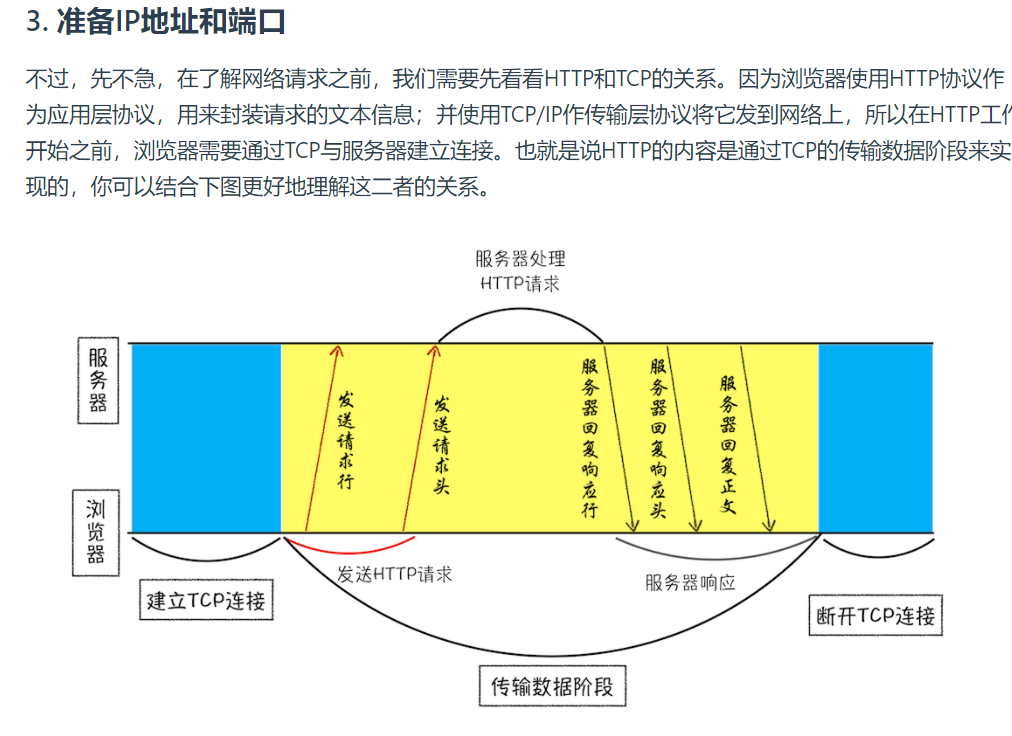 3. 准备IP地址和端口
不过，先不急，在了解网络请求之前，我们需要先看看HTTP和TCP的关系。因为浏览器使用HTTP协议作
为应用层协议，用来封装请求的文本信息；并使用TCP/IP作传输层协议将它发到网络上，所以在HTTP工作
开始之前，浏览器需要通过TCP与服务器建立连接。也就是说HTTP的内容是通过TCP的传输数据阶段来实
现的，你可以结合下图更好地理解这二者的关系。
服务器处理
HTTP请求
服务器
发送请求行
发送请求头
服务器回复响应行
服务器回复响应头
服务器回复正文
浏览器
发送HTTP请求
服务器响应
建立TCP连接
断开TCP连接
传输数据阶段